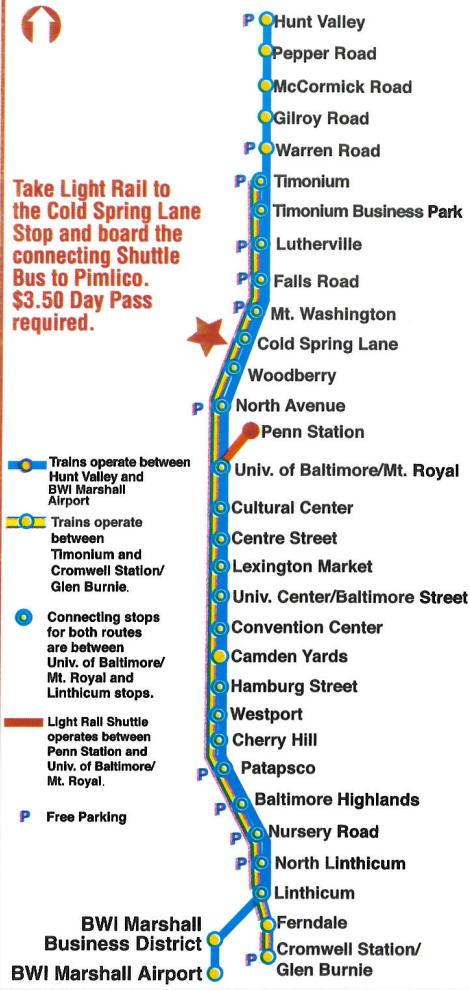 P Hunt Valley
Pepper Road
McCormick Road
Gilroy Road
P Warren Road
P Timonium
Timonium Business Park
P Lutherville
P Falls Road
P Mt. Washington
Cold Spring Lane
Woodberry
P North Avenue
Penn Station
Univ. of Baltimore/Mt. Royal
Cultural Center
Centre Street
Lexington Market
Univ. Center/Baltimore Street
Convention Center
Camden Yards
Hamburg Street
Westport
Cherry Hill
P Patapsco
P Baltimore Highlands
P Nursery Road
P North Linthicum
Linthicum
Ferndale
P Cromwell Station/
Glen Burnie
BWI Marshall
Business District
BWI Marshall Airport
Take Light Rail to
the Cold Spring Lane
Stop and board the
connecting Shuttle
Bus to Pimlico.
$3.50 Day Pass
required.
Trains operate between
Hunt Valley and
BWI Marshall
Airport
Trains operate
between
Timonium and
Cromwell Station/
Glen Burnie.
Connecting stops
for both routes
are between
Univ. of Baltimore/
Mt. Royal and
Linthicum stops.
Light Rail Shuttle
operates between
Penn Station and
Univ. of Baltimore/
Mt. Royal.
P Free Parking